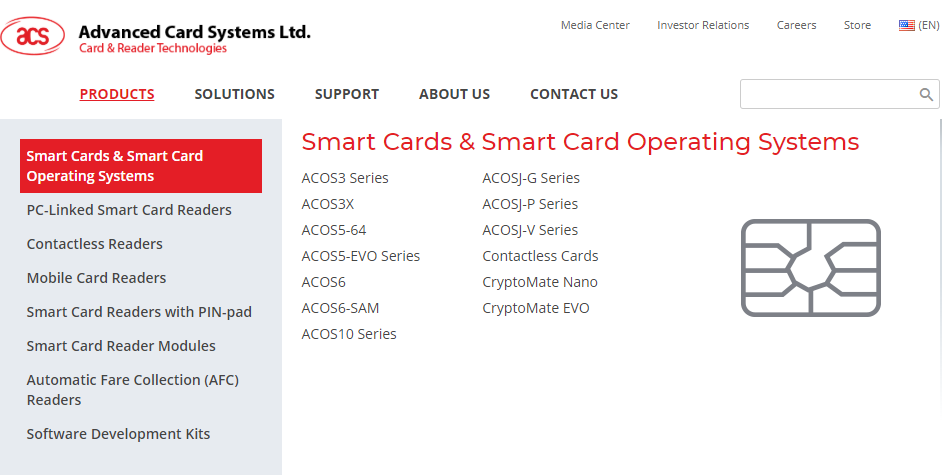 acs
Advanced Card Systems Ltd.
Card & Reader Technologies
Media Center
Investor Relations
Careers
Store
(EN)
PRODUCTS
SOLUTIONS
SUPPORT
ABOUT US
CONTACT US
Smart Cards & Smart Card
Operating Systems
PC-Linked Smart Card Readers
Contactless Readers
Mobile Card Readers
Smart Card Readers with PIN-pad
Smart Card Reader Modules
Automatic Fare Collection (AFC)
Readers
Software Development Kits
Smart Cards & Smart Card Operating Systems
ACOS3 Series
ACOS3X
ACOS5-64
ACOS5-EVO Series
ACOS6
ACOS6-SAM
ACOS10 Series
ACOSJ-G Series
ACOSJ-P Series
ACOSJ-V Series
Contactless Cards
CryptoMate Nano
CryptoMate EVO